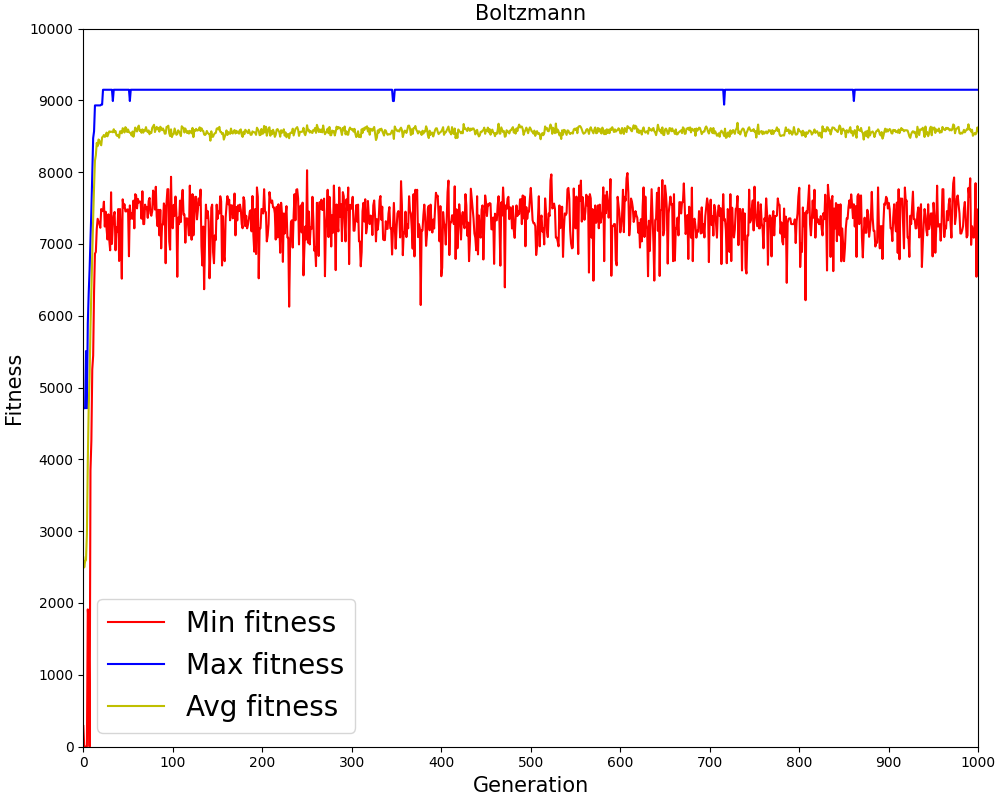 Boltzmann
10000
9000
8000
7000
6000
5000
4000
3000
2000
1000
0
Fitness
Min fitness
Max fitness
Avg fitness
0 100 200 300 400 500 600 700 800 900 1000
Generation